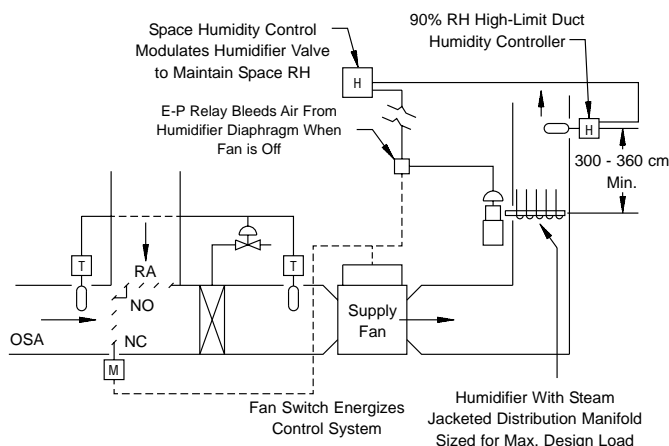 Space Humidity Control
Modulates Humidifier Valve
to Maintain Space RH
90% RH High-Limit Duct
Humidity Controller
H
H
E-P Relay Bleeds Air From
Humidifier Diaphragm When
Fan is Off
300 - 360 cm
Min.
T
T
RA
NO
OSA
NC
M
Supply
Fan
Fan Switch Energizes
Control System
Humidifier With Steam
Jacketed Distribution Manifold
Sized for Max. Design Load